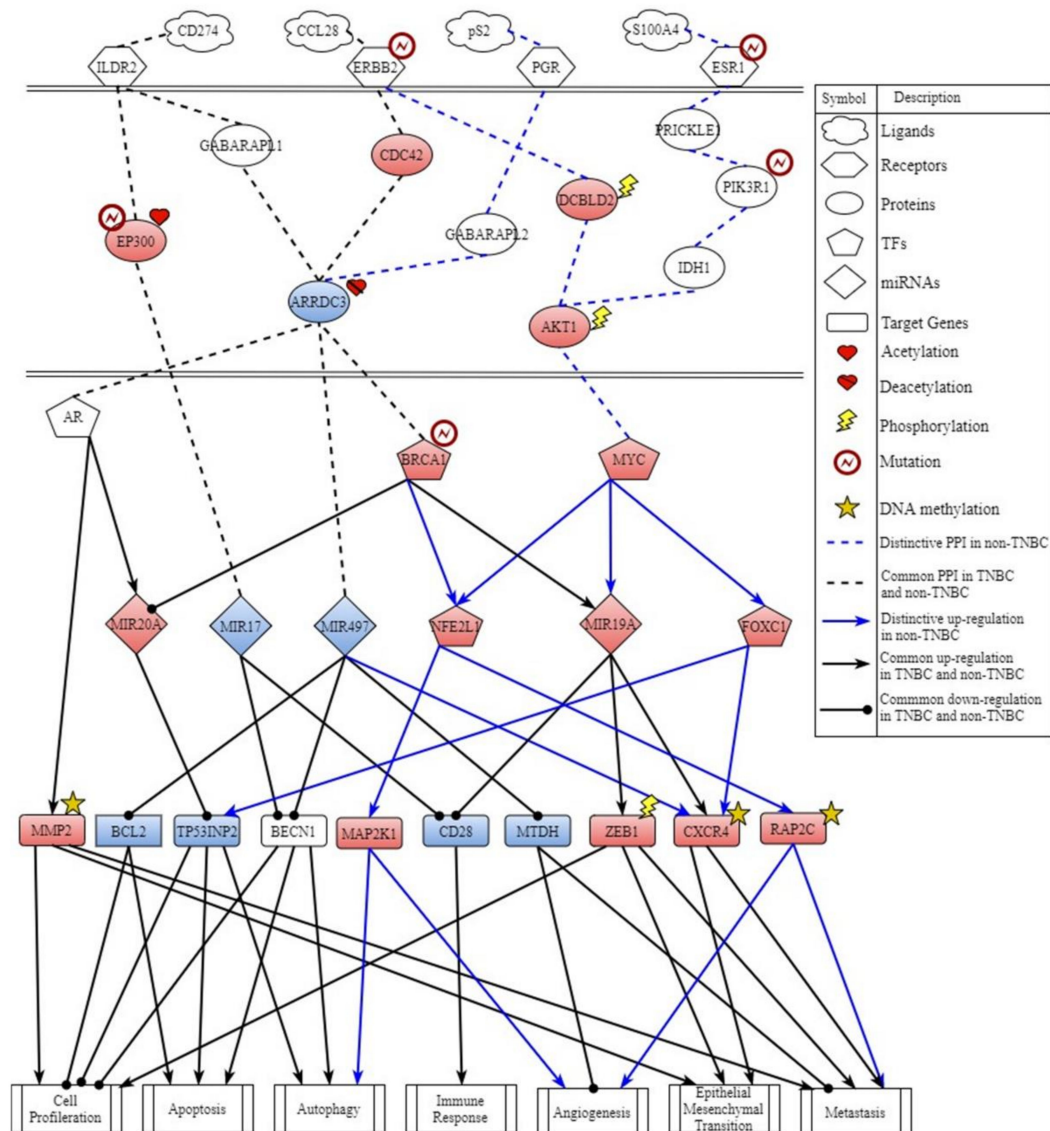 CD274
CCL28
pS2
S100A4
ILDR2
ERBB2
PGR
ESR1
GABARAPL1
CDC42
PRICKLE1
PIK3R1
DCBLD2
EP300
GABARAPL2
IDH1
ARRDC3
AKT1
AR
BRCA1
MYC
MIR20A
MIR17
MIR497
NFE2L1
MIR19A
FOXC1
MMP2
BCL2
TP53INP2
BECN1
MAP2K1
CD28
MTDH
ZEB1
CXCR4
RAP2C
Cell
Profileration
Apoptosis
Autophagy
Immune
Response
Angiogenesis
Epithelial
Mesenchymal
Transition
Metastasis
Symbol Description
Ligands
Receptors
Proteins
TFs
miRNAs
Target Genes
Acetylation
Deacetylation
Phosphorylation
Mutation
DNA methylation
Distinctive PPI in non-TNBC
Common PPI in TNBC
and non-TNBC
Distinctive up-regulation
in non-TNBC
Common up-regulation
in TNBC and non-TNBC
Commmon down-regulation
in TNBC and non-TNBC